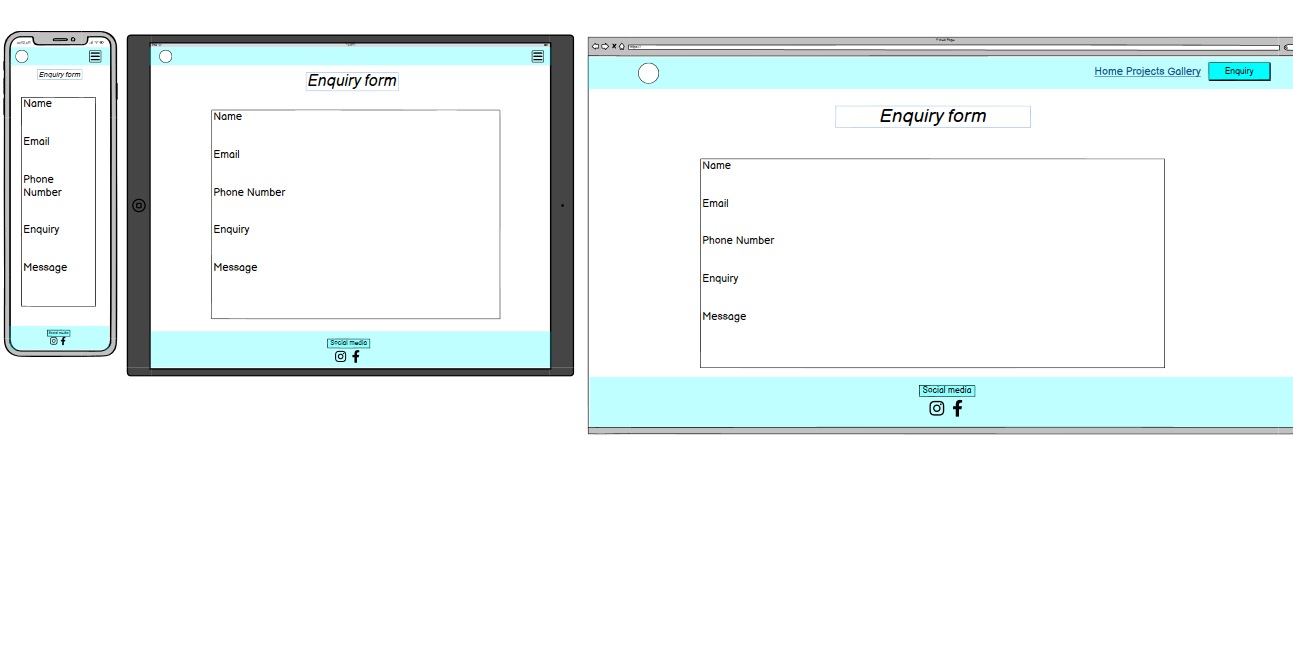 Enquiry form
Name
Email
Phone
Number
Enquiry
Message
Social media
Enquiry form
Name
Email
Phone Number
Enquiry
Message
Social media
https://
Home Projects Gallery
Enquiry
Enquiry form
Name
Email
Phone Number
Enquiry
Message
Social media